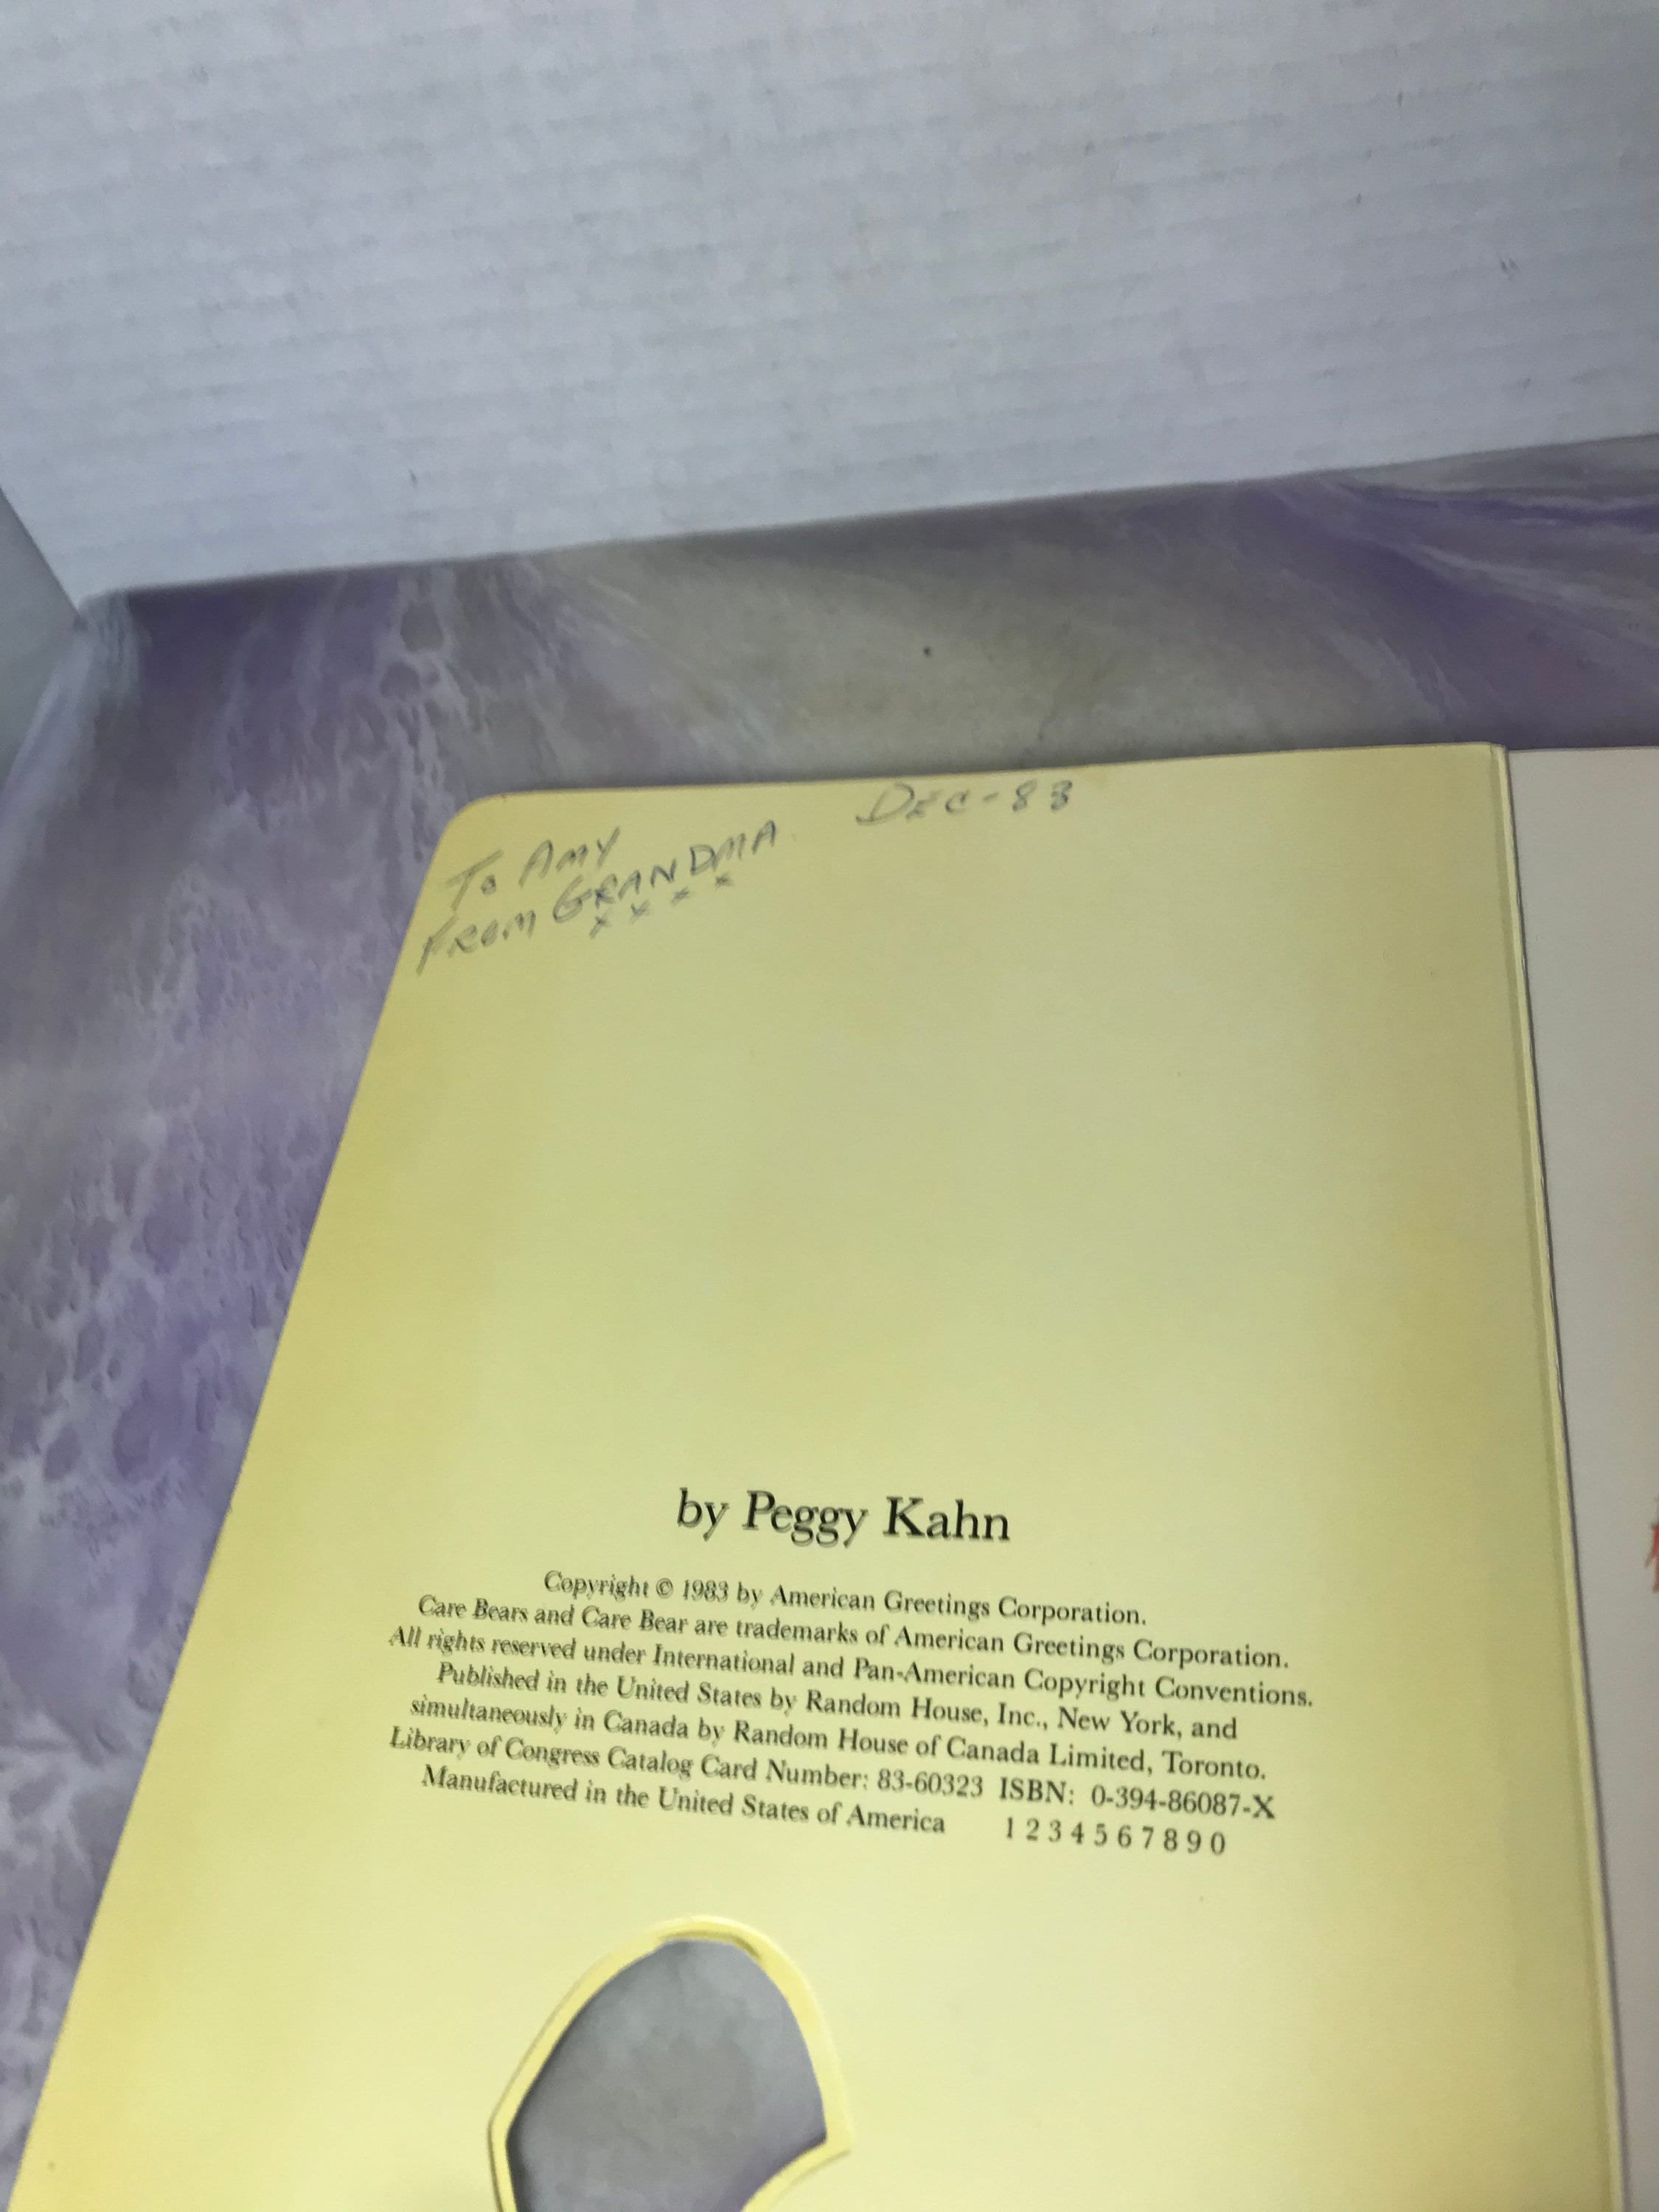 To AMY
FROM GRANDMA
x x x x
DEC-83
by Peggy Kahn
Copyright © 1983 by American Greetings Corporation.
Care Bears and Care Bear are trademarks of American Greetings Corporation.
All rights reserved under International and Pan-American Copyright Conventions.
Published in the United States by Random House, Inc., New York, and
simultaneously in Canada by Random House of Canada Limited, Toronto.
Library of Congress Catalog Card Number: 83-60323 ISBN: 0-394-86087-X
Manufactured in the United States of America 1 2 3 4 5 6 7 8 9 0